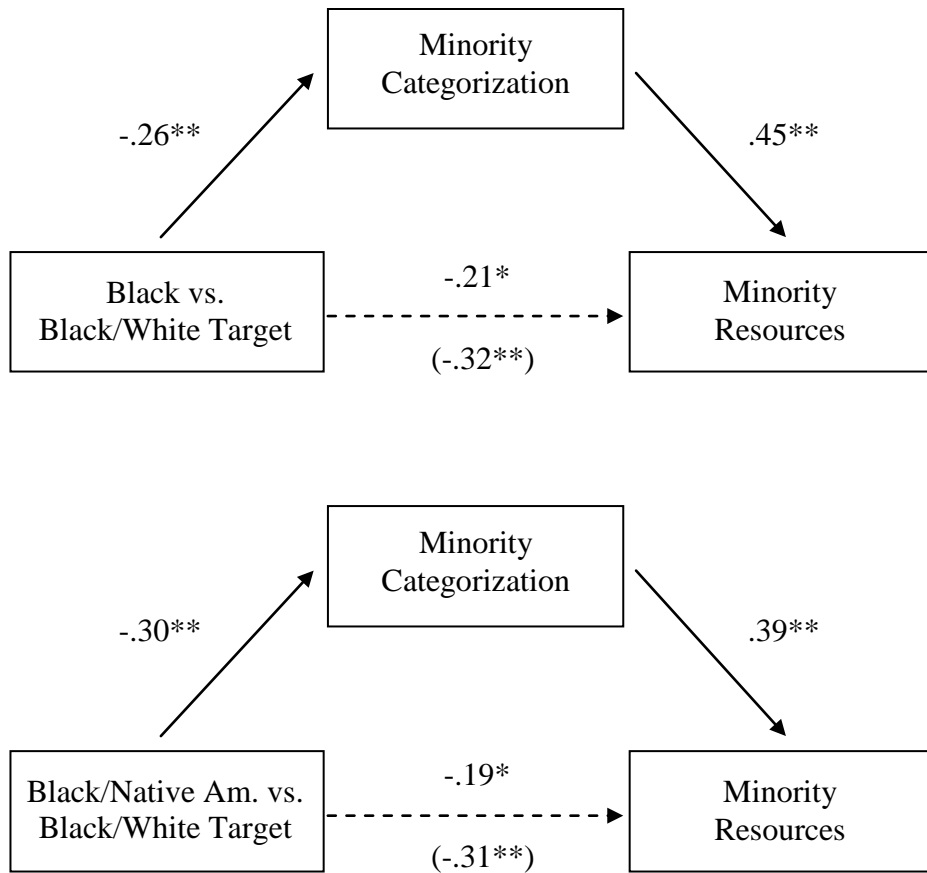 Minority
Categorization
-.26**
.45**
Black vs.
Black/White Target
-.21*
(-.32**)
Minority
Resources
Minority
Categorization
-.30**
.39**
Black/Native Am. vs.
Black/White Target
-.19*
(-.31**)
Minority
Resources